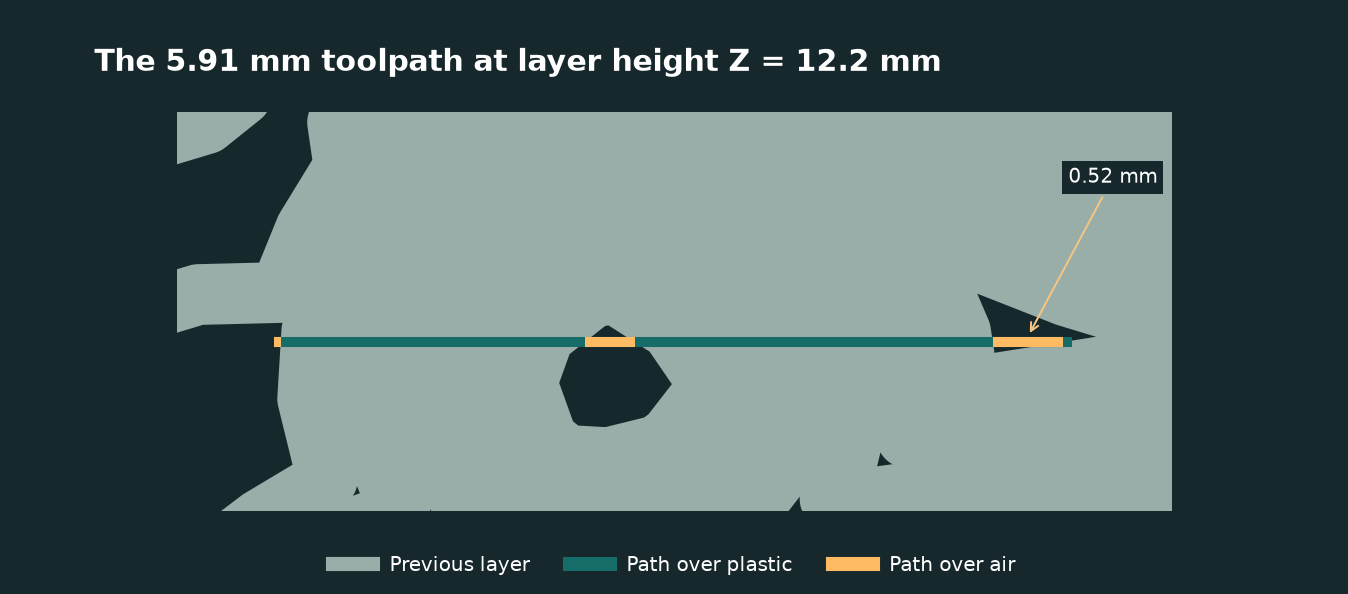 The 5.91 mm toolpath at layer height Z = 12.2 mm
0.52 mm
Previous layer
Path over plastic
Path over air